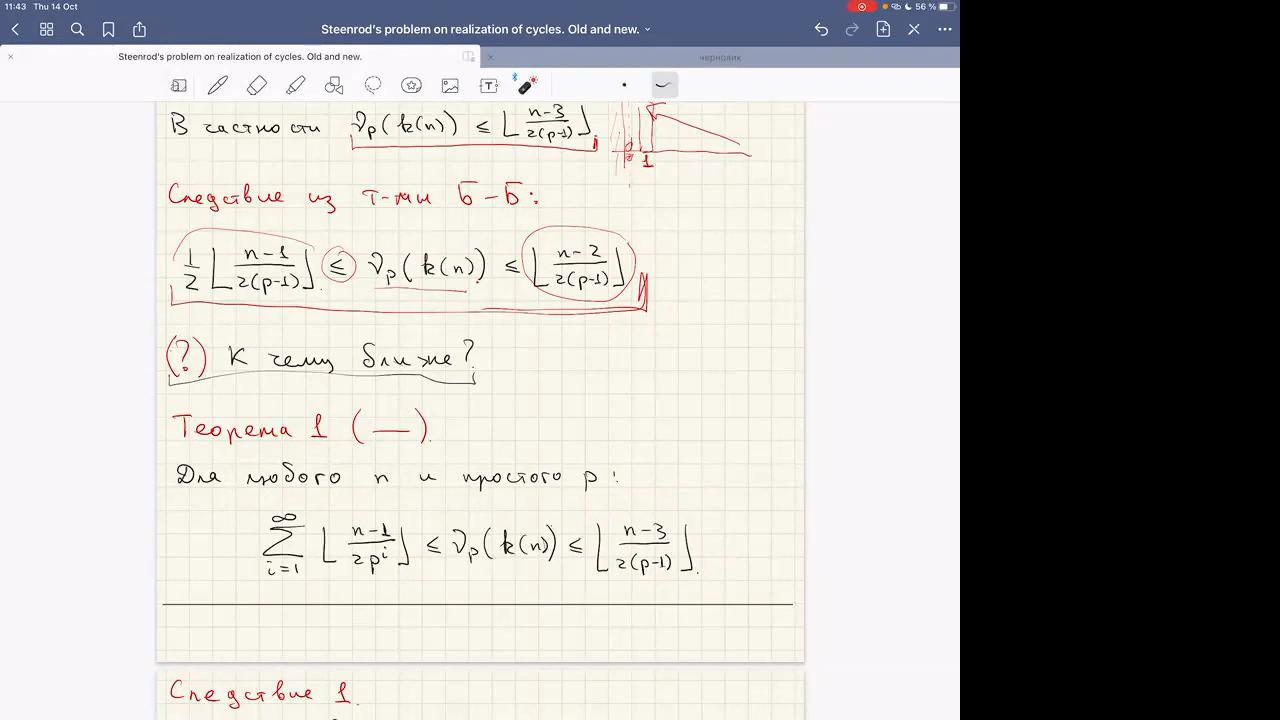 11:43 Thu 14 Oct
56 %
Steenrod's problem on realization of cycles. Old and new.
Steenrod's problem on realization of cycles. Old and new.
черновик
В частности ν_p(k(n)) ≤ ⌊(n-3)/(2(p-1))⌋.
1
Следствие из т-мы Б-Б:
1/2 ⌊(n-1)/(2(p-1))⌋ ≤ ν_p(k(n)) ≤ ⌊(n-2)/(2(p-1))⌋
(?) К чему ближе?
Теорема 1 (—).
Для любого n и простого p:
∑_{i=1}^{∞} ⌊(n-1)/(2p^i)⌋ ≤ ν_p(k(n)) ≤ ⌊(n-3)/(2(p-1))⌋.
Следствие 1.